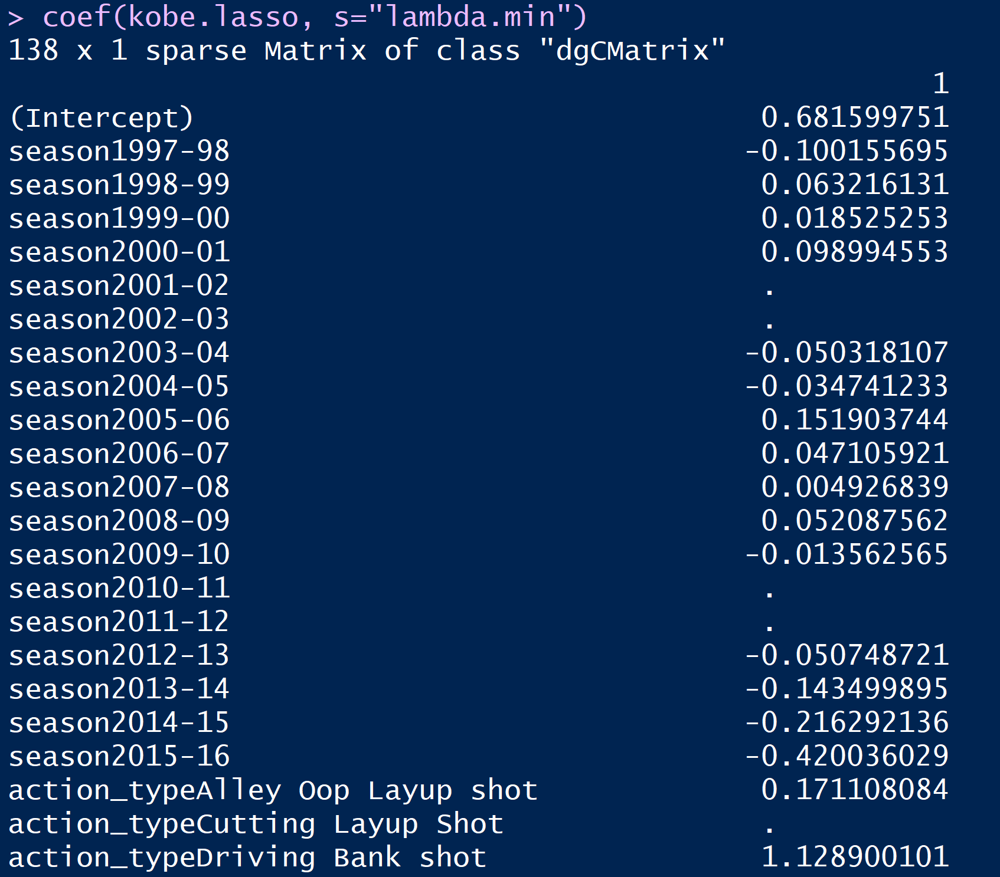 > coef(kobe.lasso, s="lambda.min")
138 x 1 sparse Matrix of class "dgCMatrix"
1
(Intercept) 0.681599751
season1997-98 -0.100155695
season1998-99 0.063216131
season1999-00 0.018525253
season2000-01 0.098994553
season2001-02 .
season2002-03 .
season2003-04 -0.050318107
season2004-05 -0.034741233
season2005-06 0.151903744
season2006-07 0.047105921
season2007-08 0.004926839
season2008-09 0.052087562
season2009-10 -0.013562565
season2010-11 .
season2011-12 .
season2012-13 -0.050748721
season2013-14 -0.143499895
season2014-15 -0.216292136
season2015-16 -0.420036029
action_typeAlley Oop Layup shot 0.171108084
action_typeCutting Layup Shot .
action_typeDriving Bank shot 1.128900101